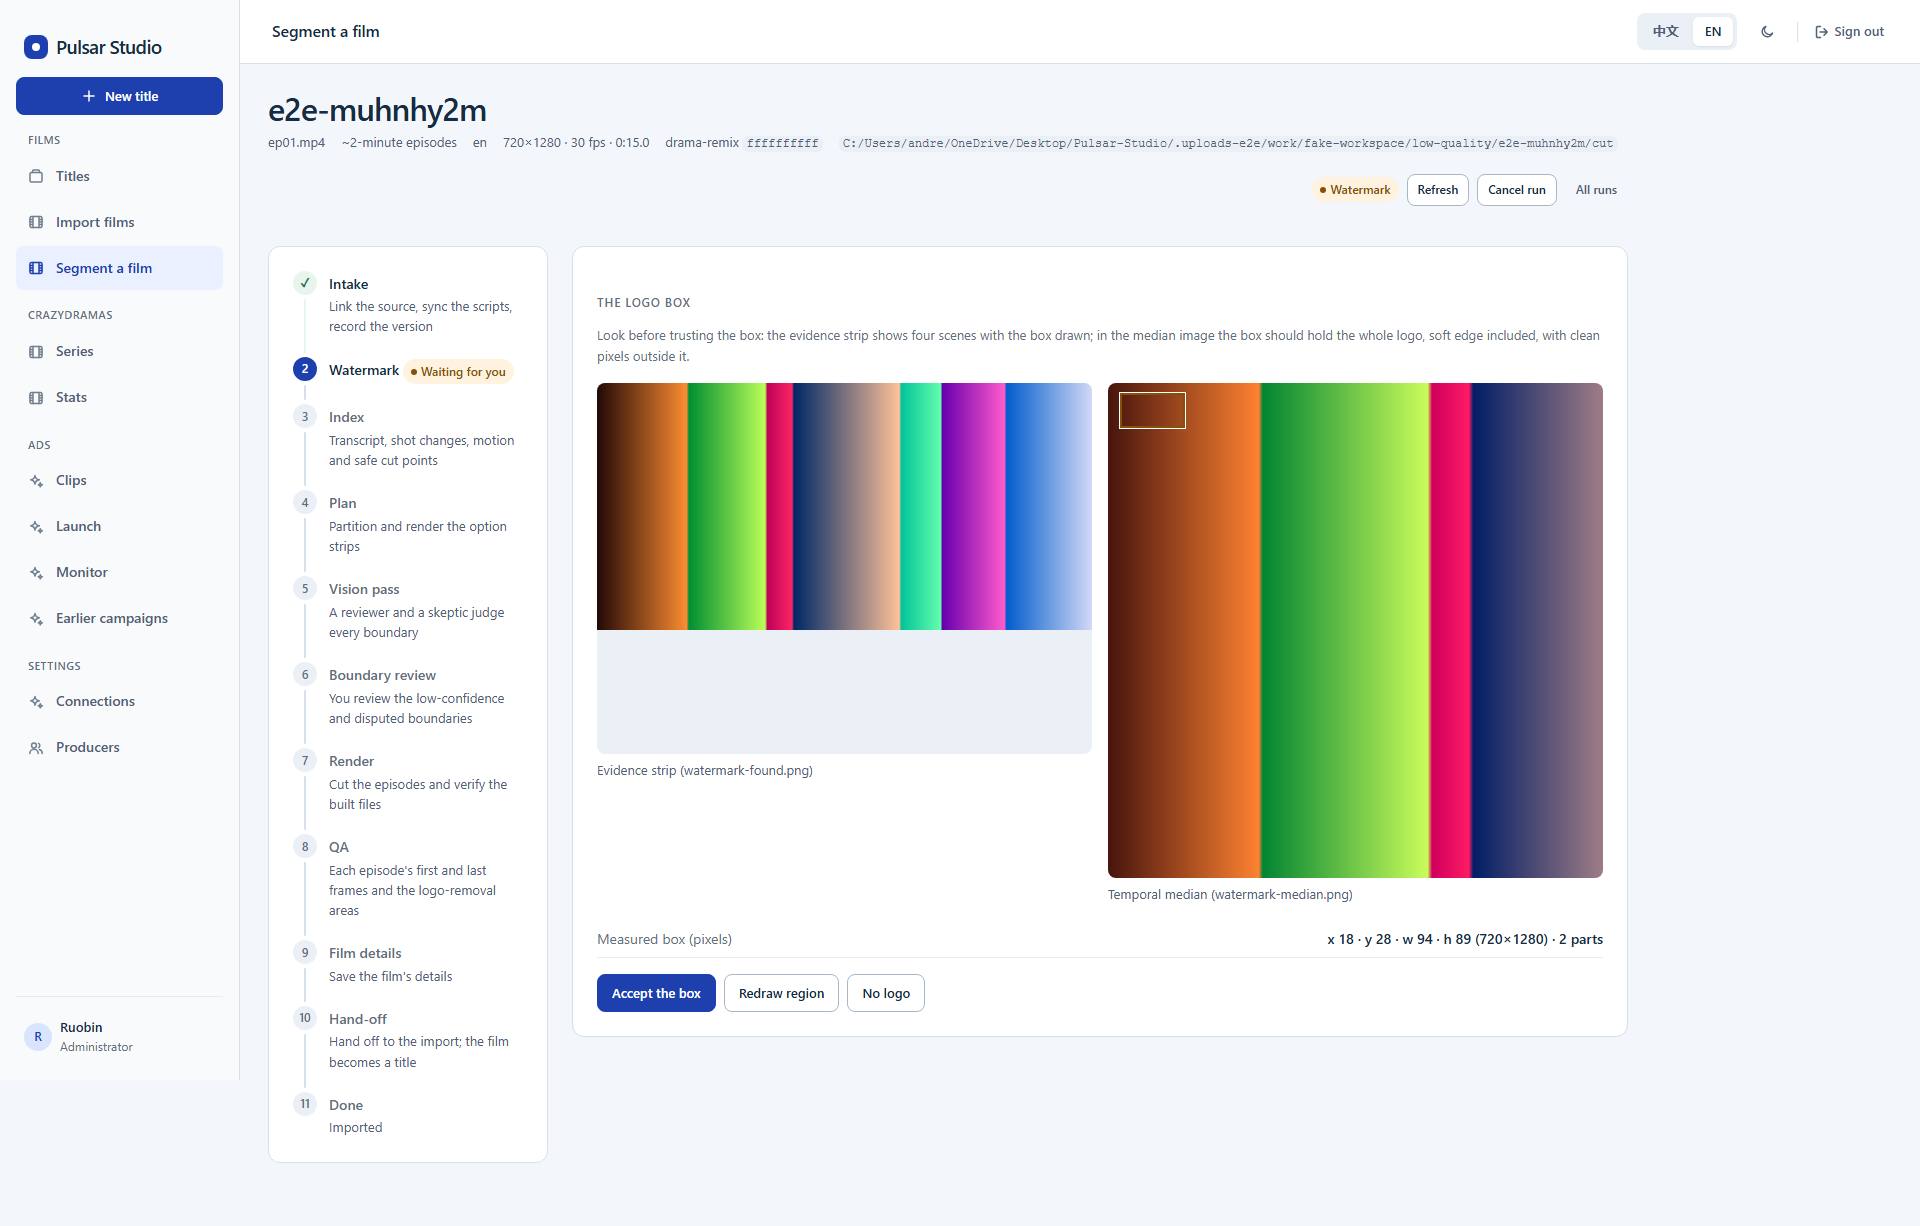 Pulsar Studio
New title
FILMS
Titles
Import films
Segment a film
CRAZYDRAMAS
Series
Stats
ADS
Clips
Launch
Monitor
Earlier campaigns
SETTINGS
Connections
Producers
R
Ruobin
Administrator
Segment a film
中文 EN
Sign out
e2e-muhnhy2m
ep01.mp4 ~2-minute episodes en 720×1280 · 30 fps · 0:15.0 drama-remix ffffffffff C:/Users/andre/OneDrive/Desktop/Pulsar-Studio/.uploads-e2e/work/fake-workspace/low-quality/e2e-muhnhy2m/cut
Watermark Refresh Cancel run All runs
✓ Intake
Link the source, sync the scripts,
record the version
2 Watermark Waiting for you
3 Index
Transcript, shot changes, motion
and safe cut points
4 Plan
Partition and render the option
strips
5 Vision pass
A reviewer and a skeptic judge
every boundary
6 Boundary review
You review the low-confidence
and disputed boundaries
7 Render
Cut the episodes and verify the
built files
8 QA
Each episode's first and last
frames and the logo-removal
areas
9 Film details
Save the film's details
10 Hand-off
Hand off to the import; the film
becomes a title
11 Done
Imported
THE LOGO BOX
Look before trusting the box: the evidence strip shows four scenes with the box drawn; in the median image the box should hold the whole logo, soft edge included, with clean
pixels outside it.
Evidence strip (watermark-found.png)
Temporal median (watermark-median.png)
Measured box (pixels) x 18 · y 28 · w 94 · h 89 (720×1280) · 2 parts
Accept the box Redraw region No logo